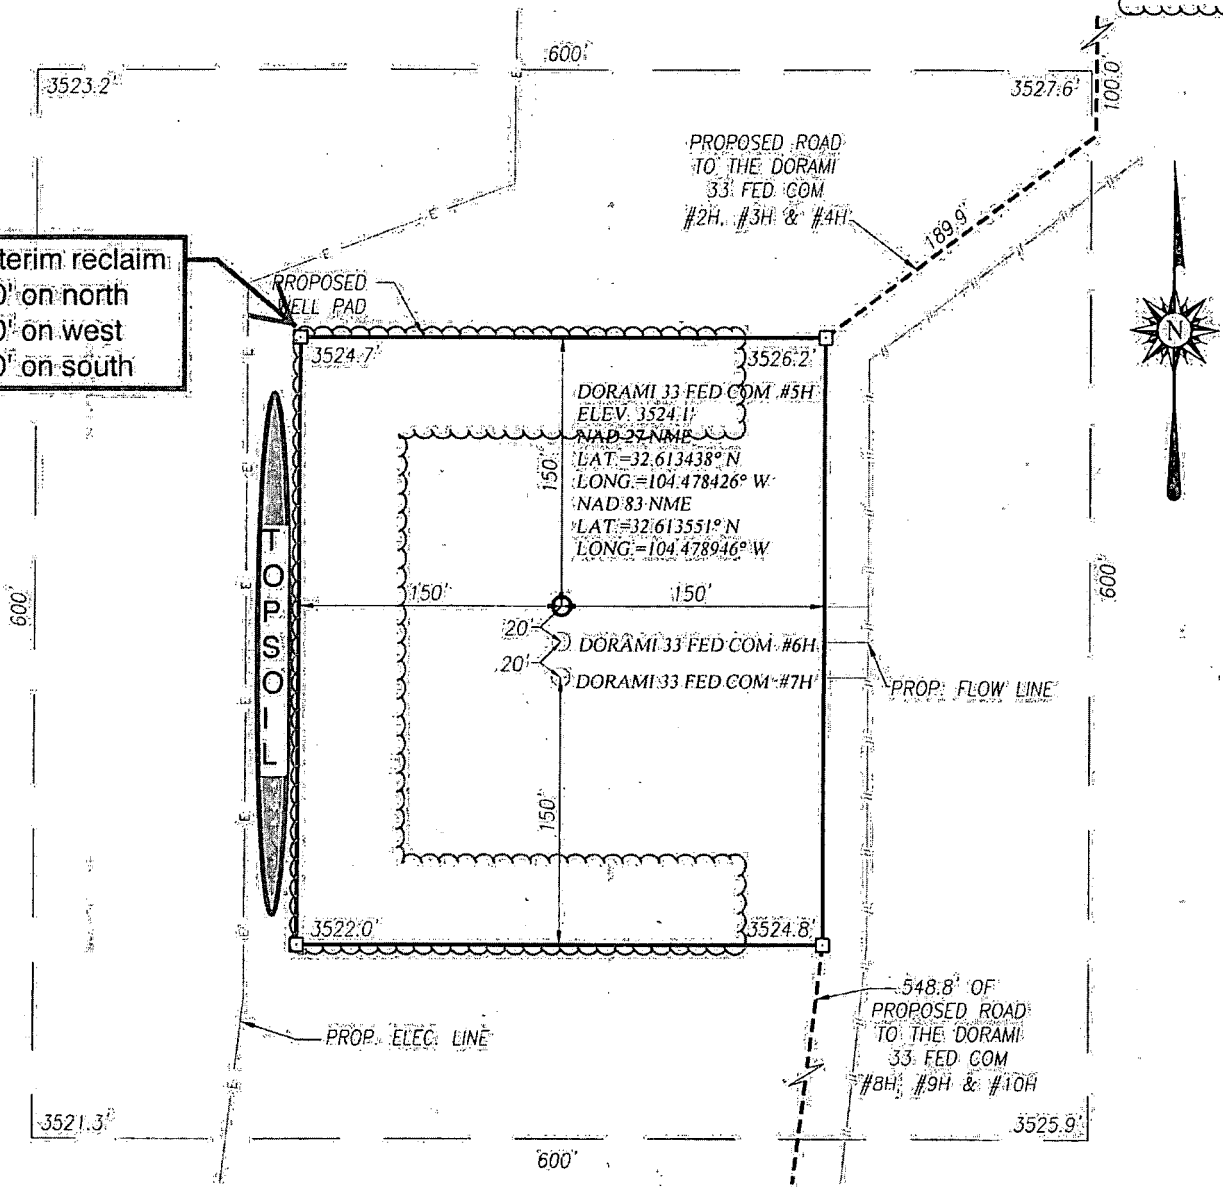 600'
3523.2'
3527.6'
100.0'
PROPOSED ROAD
TO THE DORAMI
33 FED COM
#2H, #3H & #4H
189.9'
reclaim
on north
on west
on south
PROPOSED
WELL PAD
N
3524.7'
3526.2'
DORAMI 33 FED COM #5H
ELEV. 3524.1'
NAD 27 NME
LAT.=32.613438° N
LONG.=104.478426° W
NAD 83 NME
LAT.=32.613551° N
LONG.=104.478946° W
150'
TOPSOIL
600'
600'
150'
150'
20'
DORAMI 33 FED COM #6H
20'
DORAMI 33 FED COM #7H
PROP. FLOW LINE
150'
3522.0'
3524.8'
548.8' OF
PROPOSED ROAD
TO THE DORAMI
33 FED COM
#8H, #9H & #10H
PROP. ELEC. LINE
3521.3'
3525.9'
600'